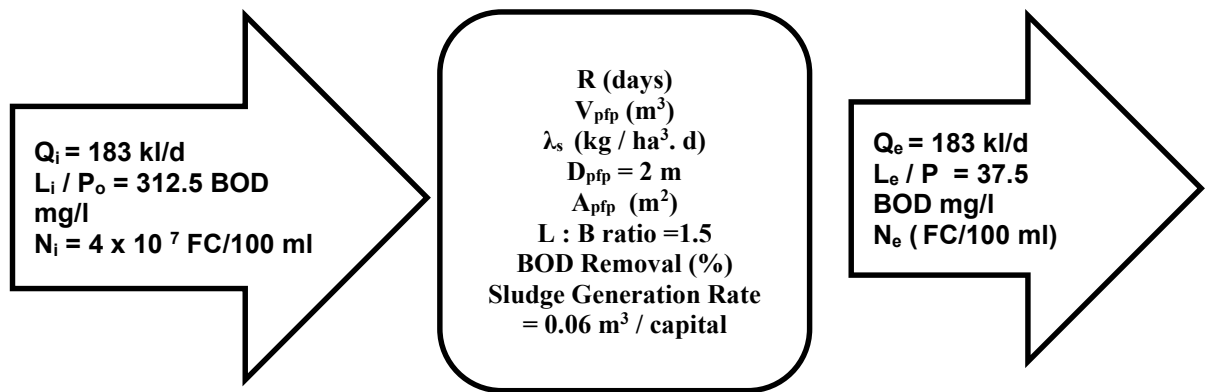 Qᵢ = 183 kl/d
Lᵢ / Pₒ = 312.5 BOD
mg/l
Nᵢ = 4 x 10 ⁷ FC/100 ml
R (days)
Vₚfₚ (m³)
λₛ (kg / ha³. d)
Dₚfₚ = 2 m
Aₚfₚ (m²)
L : B ratio =1.5
BOD Removal (%)
Sludge Generation Rate
= 0.06 m³ / capital
Qₑ = 183 kl/d
Lₑ / P = 37.5
BOD mg/l
Nₑ ( FC/100 ml)